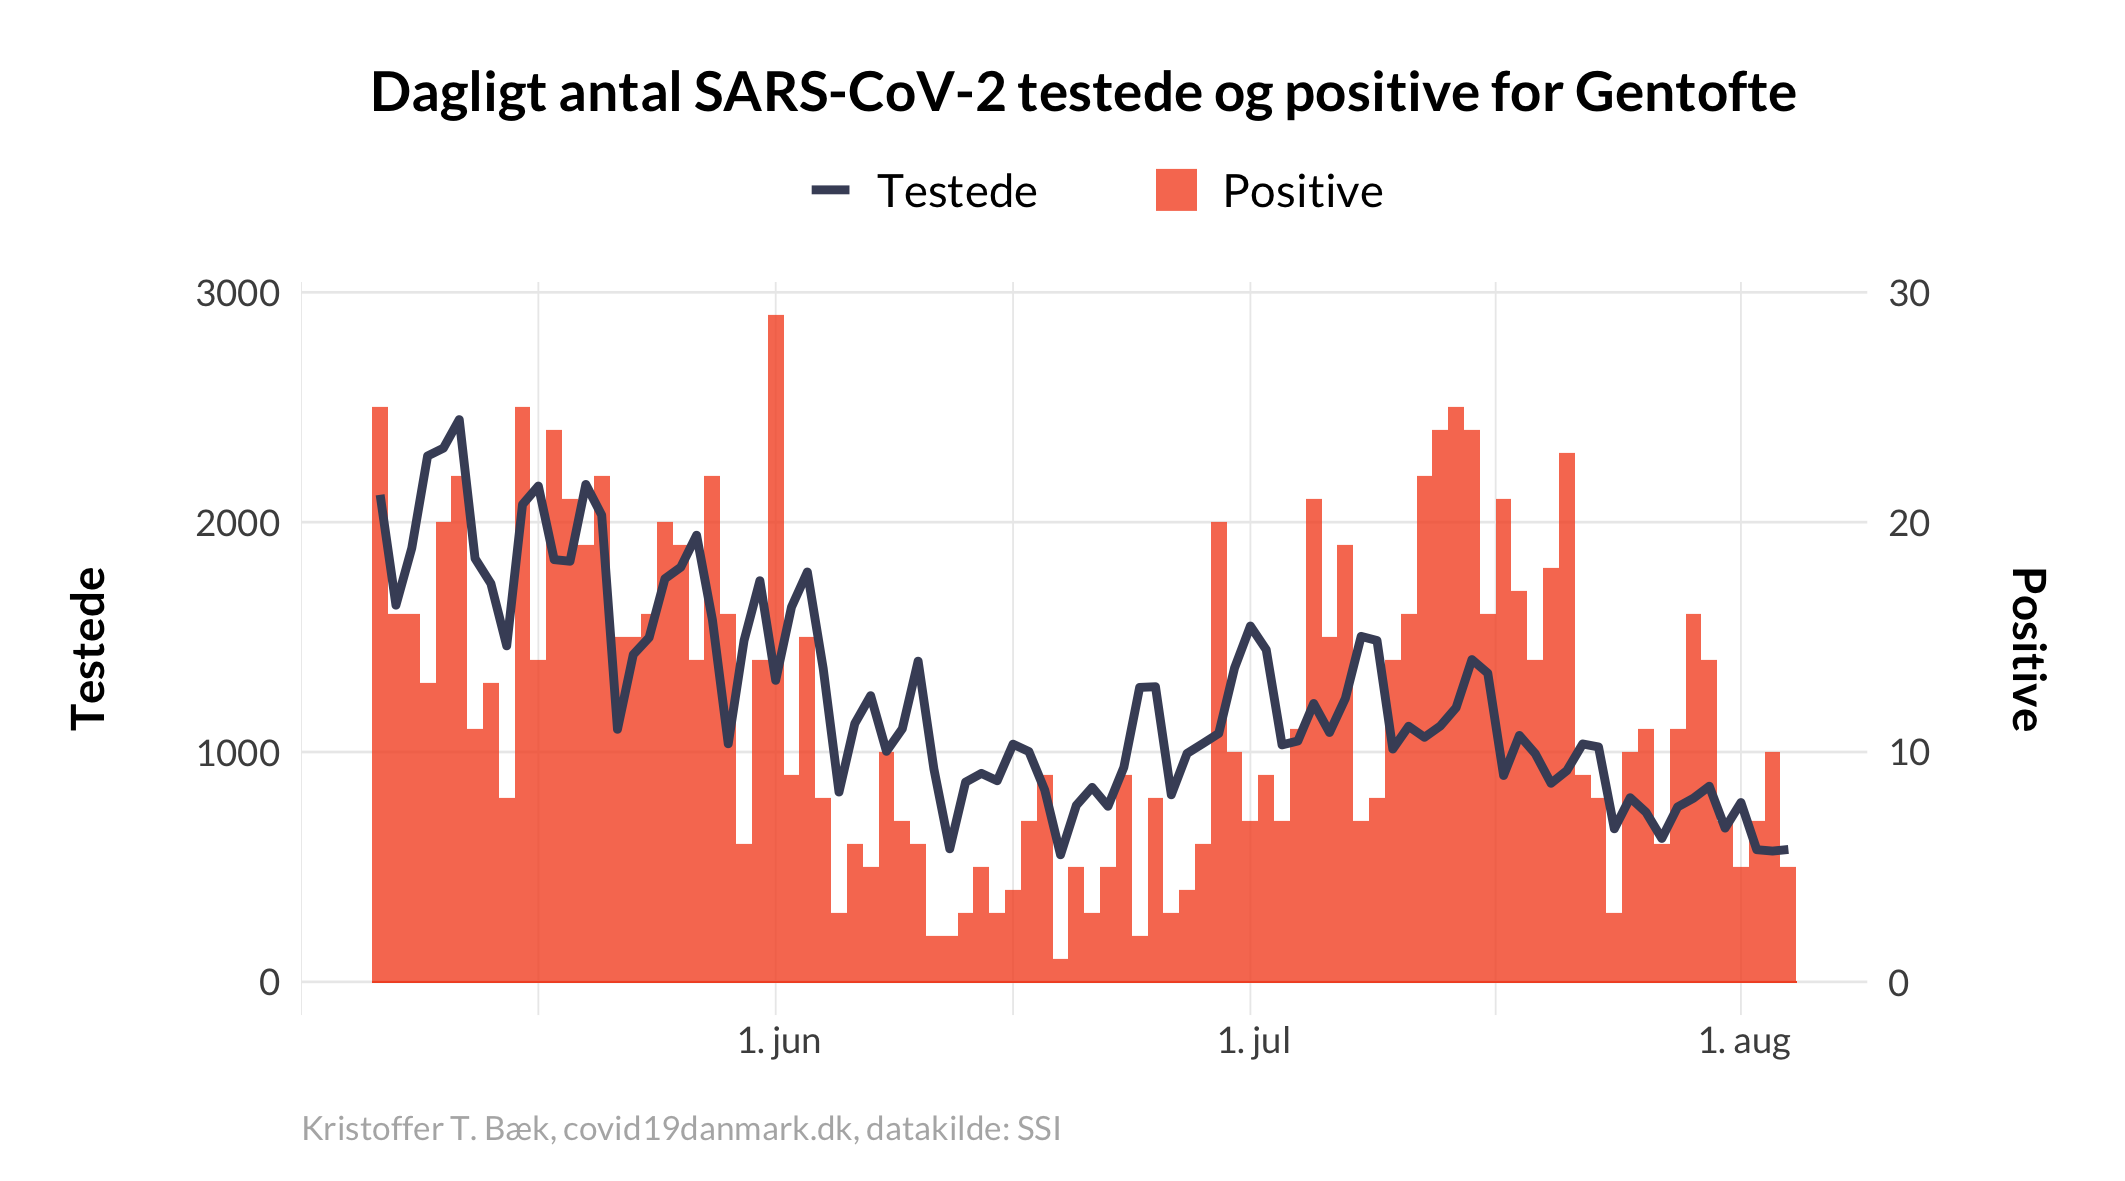 Dagligt antal SARS-CoV-2 testede og positive for Gentofte
Testede
Positive
3000
2000
1000
0
30
20
10
0
Testede
Positive
1. jun
1. jul
1. aug
Kristoffer T. Bæk, covid19danmark.dk, datakilde: SSI